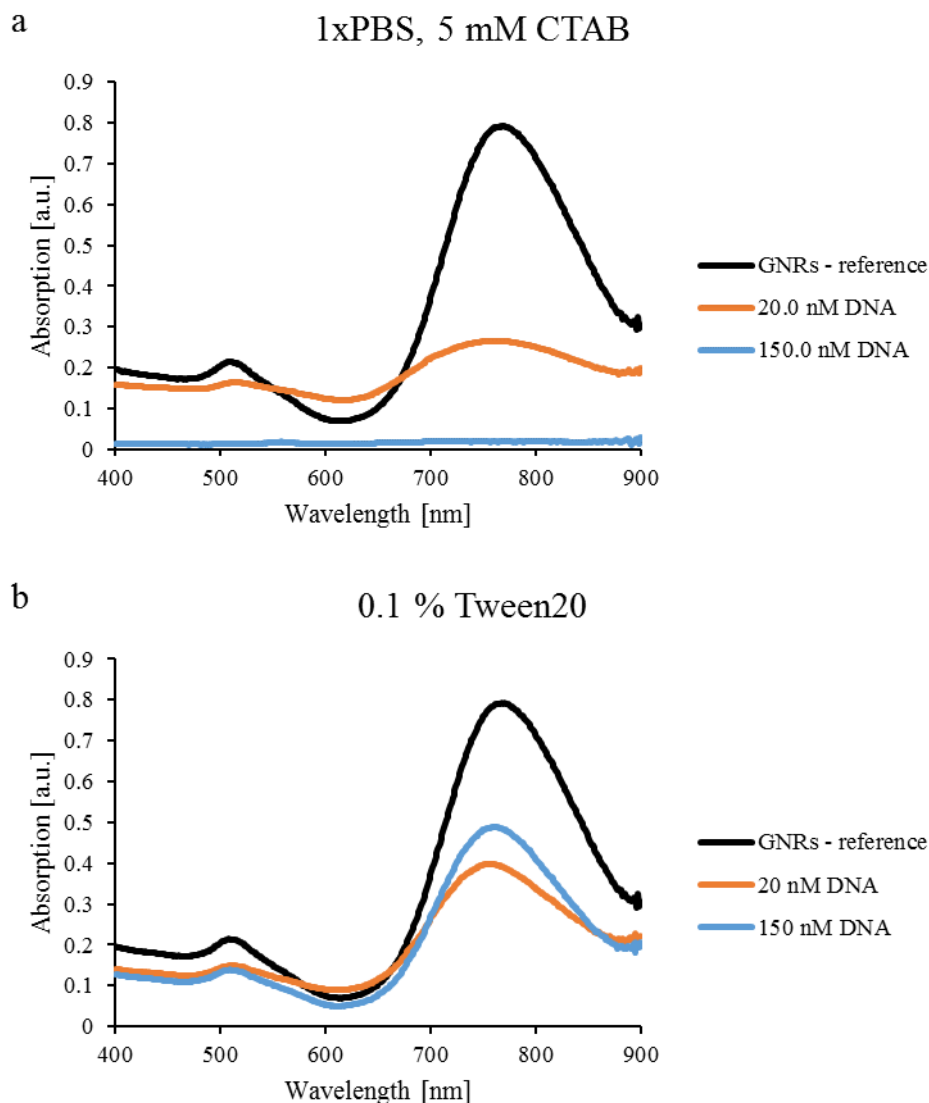 a
1xPBS, 5 mM CTAB
0.9
0.8
0.7
0.6
0.5
0.4
0.3
0.2
0.1
0
Absorption [a.u.]
400 500 600 700 800 900
Wavelength [nm]
GNRs - reference
20.0 nM DNA
150.0 nM DNA
b
0.1 % Tween20
0.9
0.8
0.7
0.6
0.5
0.4
0.3
0.2
0.1
0
Absorption [a.u.]
400 500 600 700 800 900
Wavelength [nm]
GNRs - reference
20 nM DNA
150 nM DNA